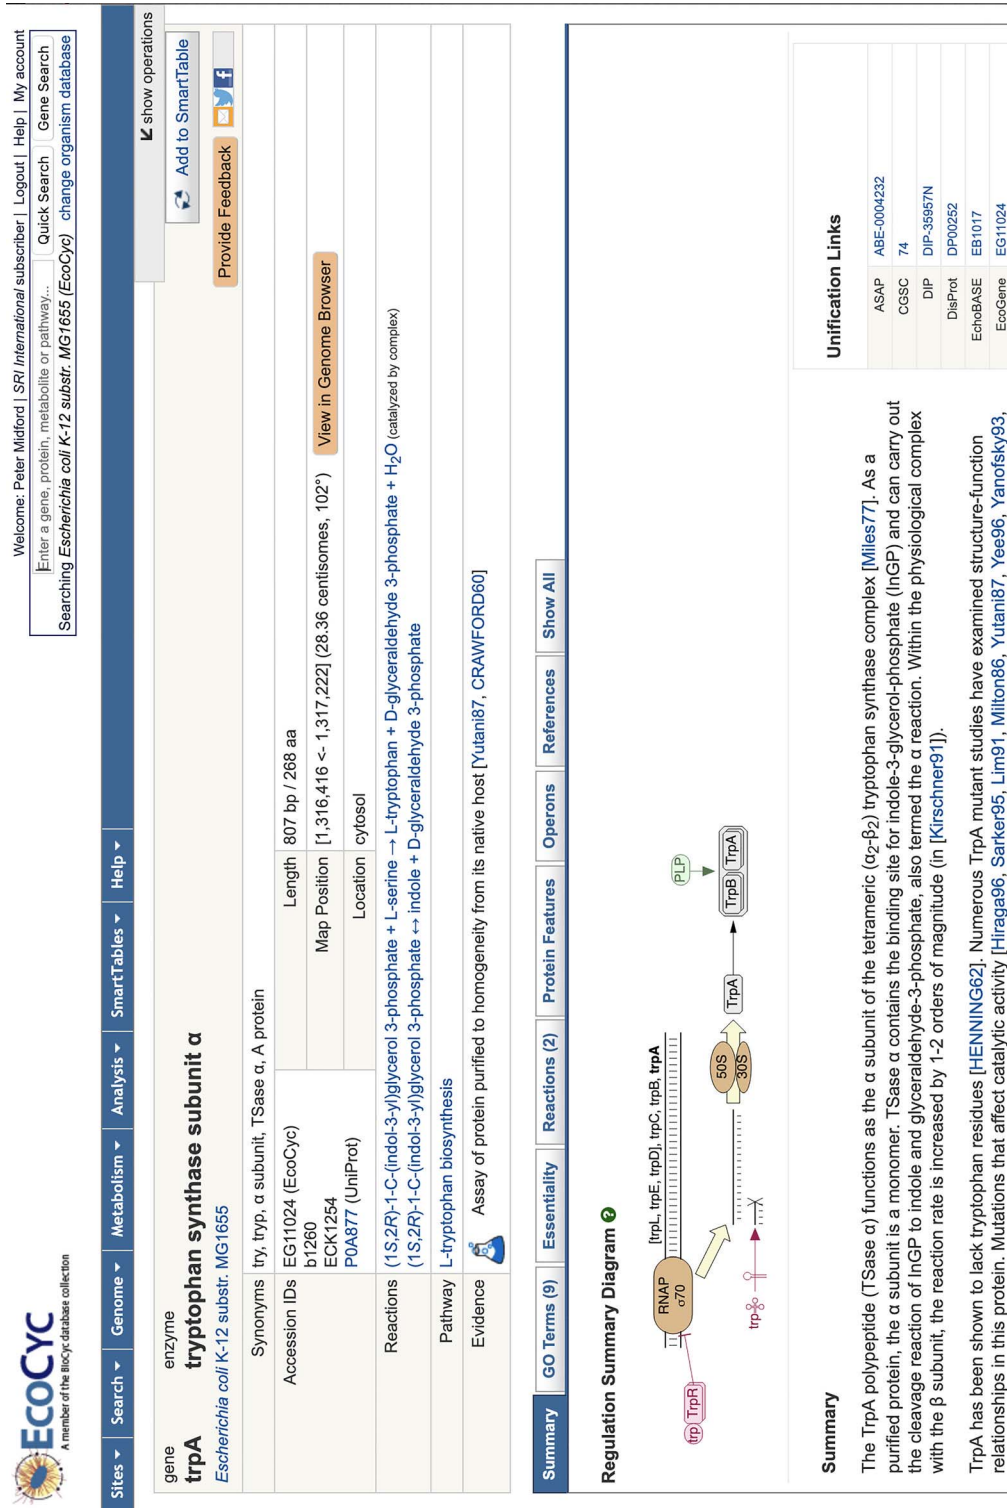 ECOCYC
A member of the BioCyc database collection
Welcome: Peter Midford | SRI International subscriber | Logout | Help | My account
Enter a gene, protein, metabolite or pathway... Quick Search Gene Search
Searching Escherichia coli K-12 substr. MG1655 (EcoCyc) change organism database
Sites ▾ Search ▾ Genome ▾ Metabolism ▾ Analysis ▾ SmartTables ▾ Help ▾
show operations
gene enzyme
trpA tryptophan synthase subunit α
Add to SmartTable
Escherichia coli K-12 substr. MG1655
Provide Feedback
Synonyms try, tryp, α subunit, TSase α, A protein
Accession IDs EG11024 (EcoCyc)
b1260
ECK1254
P0A877 (UniProt)
Length 807 bp / 268 aa
Map Position [1,316,416 <- 1,317,222] (28.36 centisomes, 102°)
View in Genome Browser
Location cytosol
Reactions (1S,2R)-1-C-(indol-3-yl)glycerol 3-phosphate + L-serine → L-tryptophan + D-glyceraldehyde 3-phosphate + H2O (catalyzed by complex)
(1S,2R)-1-C-(indol-3-yl)glycerol 3-phosphate ↔ indole + D-glyceraldehyde 3-phosphate
Pathway L-tryptophan biosynthesis
Evidence Assay of protein purified to homogeneity from its native host [Yutani87, CRAWFORD60]
Summary GO Terms (9) Essentiality Reactions (2) Protein Features Operons References Show All
Regulation Summary Diagram ?
[trpL, trpE, trpD], trpC, trpB, trpA
RNAP
σ70
trp TrpR
trp
50S
30S
TrpA
PLP
TrpB TrpA
Summary
The TrpA polypeptide (TSase α) functions as the α subunit of the tetrameric (α2-β2) tryptophan synthase complex [Miles77]. As a
purified protein, the α subunit is a monomer. TSase α contains the binding site for indole-3-glycerol-phosphate (InGP) and can carry out
the cleavage reaction of InGP to indole and glyceraldehyde-3-phosphate, also termed the α reaction. Within the physiological complex
with the β subunit, the reaction rate is increased by 1-2 orders of magnitude (in [Kirschner91]).
TrpA has been shown to lack tryptophan residues [HENNING62]. Numerous TrpA mutant studies have examined structure-function
relationships in this protein. Mutations that affect catalytic activity [Hiraga96, Sarker95, Lim91, Milton86, Yutani87, Yee96, Yanofsky93,
Unification Links
ASAP ABE-0004232
CGSC 74
DIP DIP-35957N
DisProt DP00252
EchoBASE EB1017
EcoGene EG11024